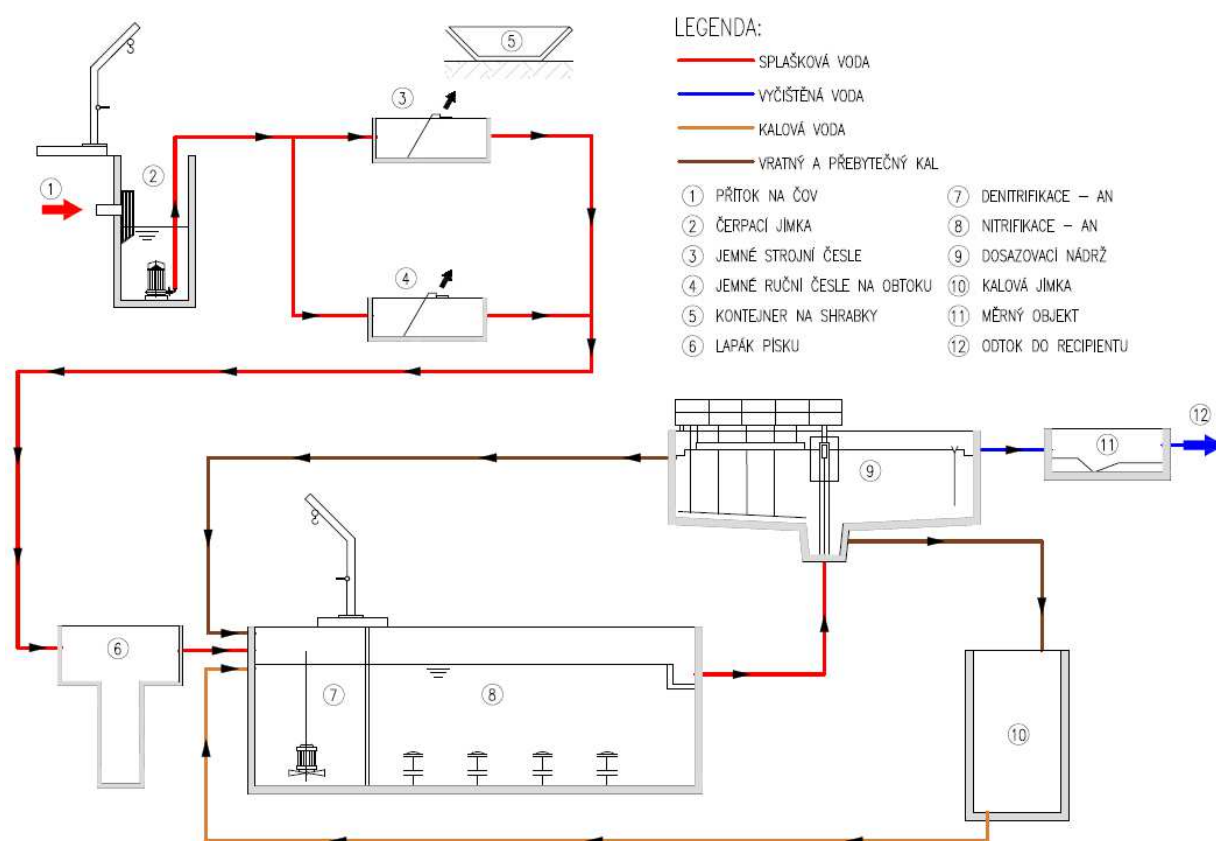 LEGENDA:
SPLAŠKOVÁ VODA
VYČIŠTĚNÁ VODA
KALOVÁ VODA
VRATNÝ A PŘEBYTEČNÝ KAL
1 PŘÍTOK NA ČOV
2 ČERPACÍ JÍMKA
3 JEMNÉ STROJNÍ ČESLE
4 JEMNÉ RUČNÍ ČESLE NA OBTOKU
5 KONTEJNER NA SHRABKY
6 LAPÁK PÍSKU
7 DENITRIFIKACE – AN
8 NITRIFIKACE – AN
9 DOSAZOVACÍ NÁDRŽ
10 KALOVÁ JÍMKA
11 MĚRNÝ OBJEKT
12 ODTOK DO RECIPIENTU
5
3
2
1
4
12
11
9
6
7
8
10